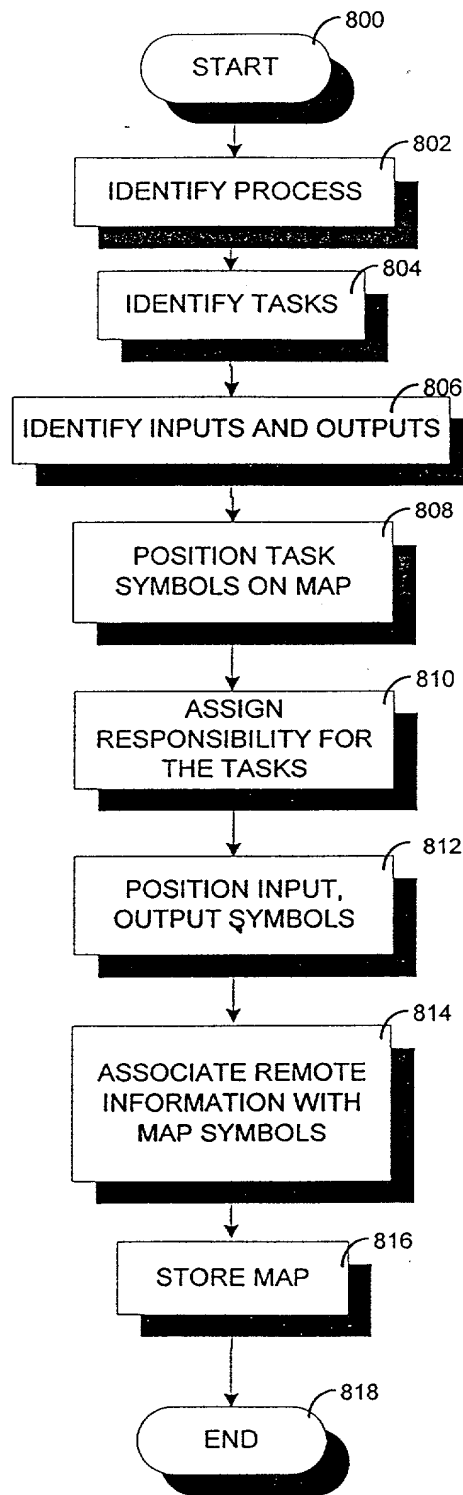 800
START
802
IDENTIFY PROCESS
804
IDENTIFY TASKS
806
IDENTIFY INPUTS AND OUTPUTS
808
POSITION TASK
SYMBOLS ON MAP
810
ASSIGN
RESPONSIBILITY FOR
THE TASKS
812
POSITION INPUT,
OUTPUT SYMBOLS
814
ASSOCIATE REMOTE
INFORMATION WITH
MAP SYMBOLS
816
STORE MAP
818
END